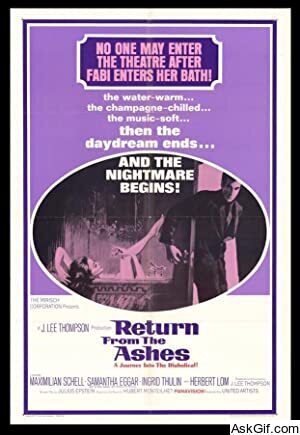 NO ONE MAY ENTER
THE THEATRE AFTER
FABI ENTERS HER BATH!
the water-warm...
the champagne-chilled...
the music-soft...
then the
daydream ends...
AND THE
NIGHTMARE
BEGINS!
THE MIRISCH
CORPORATION Presents
A J. LEE THOMPSON Production
Return
From The
Ashes
A Journey Into The Diabolical!
MAXIMILIAN SCHELL SAMANTHA EGGAR INGRID THULIN and HERBERT LOM
JULIUS EPSTEIN
HUBERT MONTEILHET
PANAVISION
J. LEE THOMPSON
UNITED ARTISTS
AskGif.com